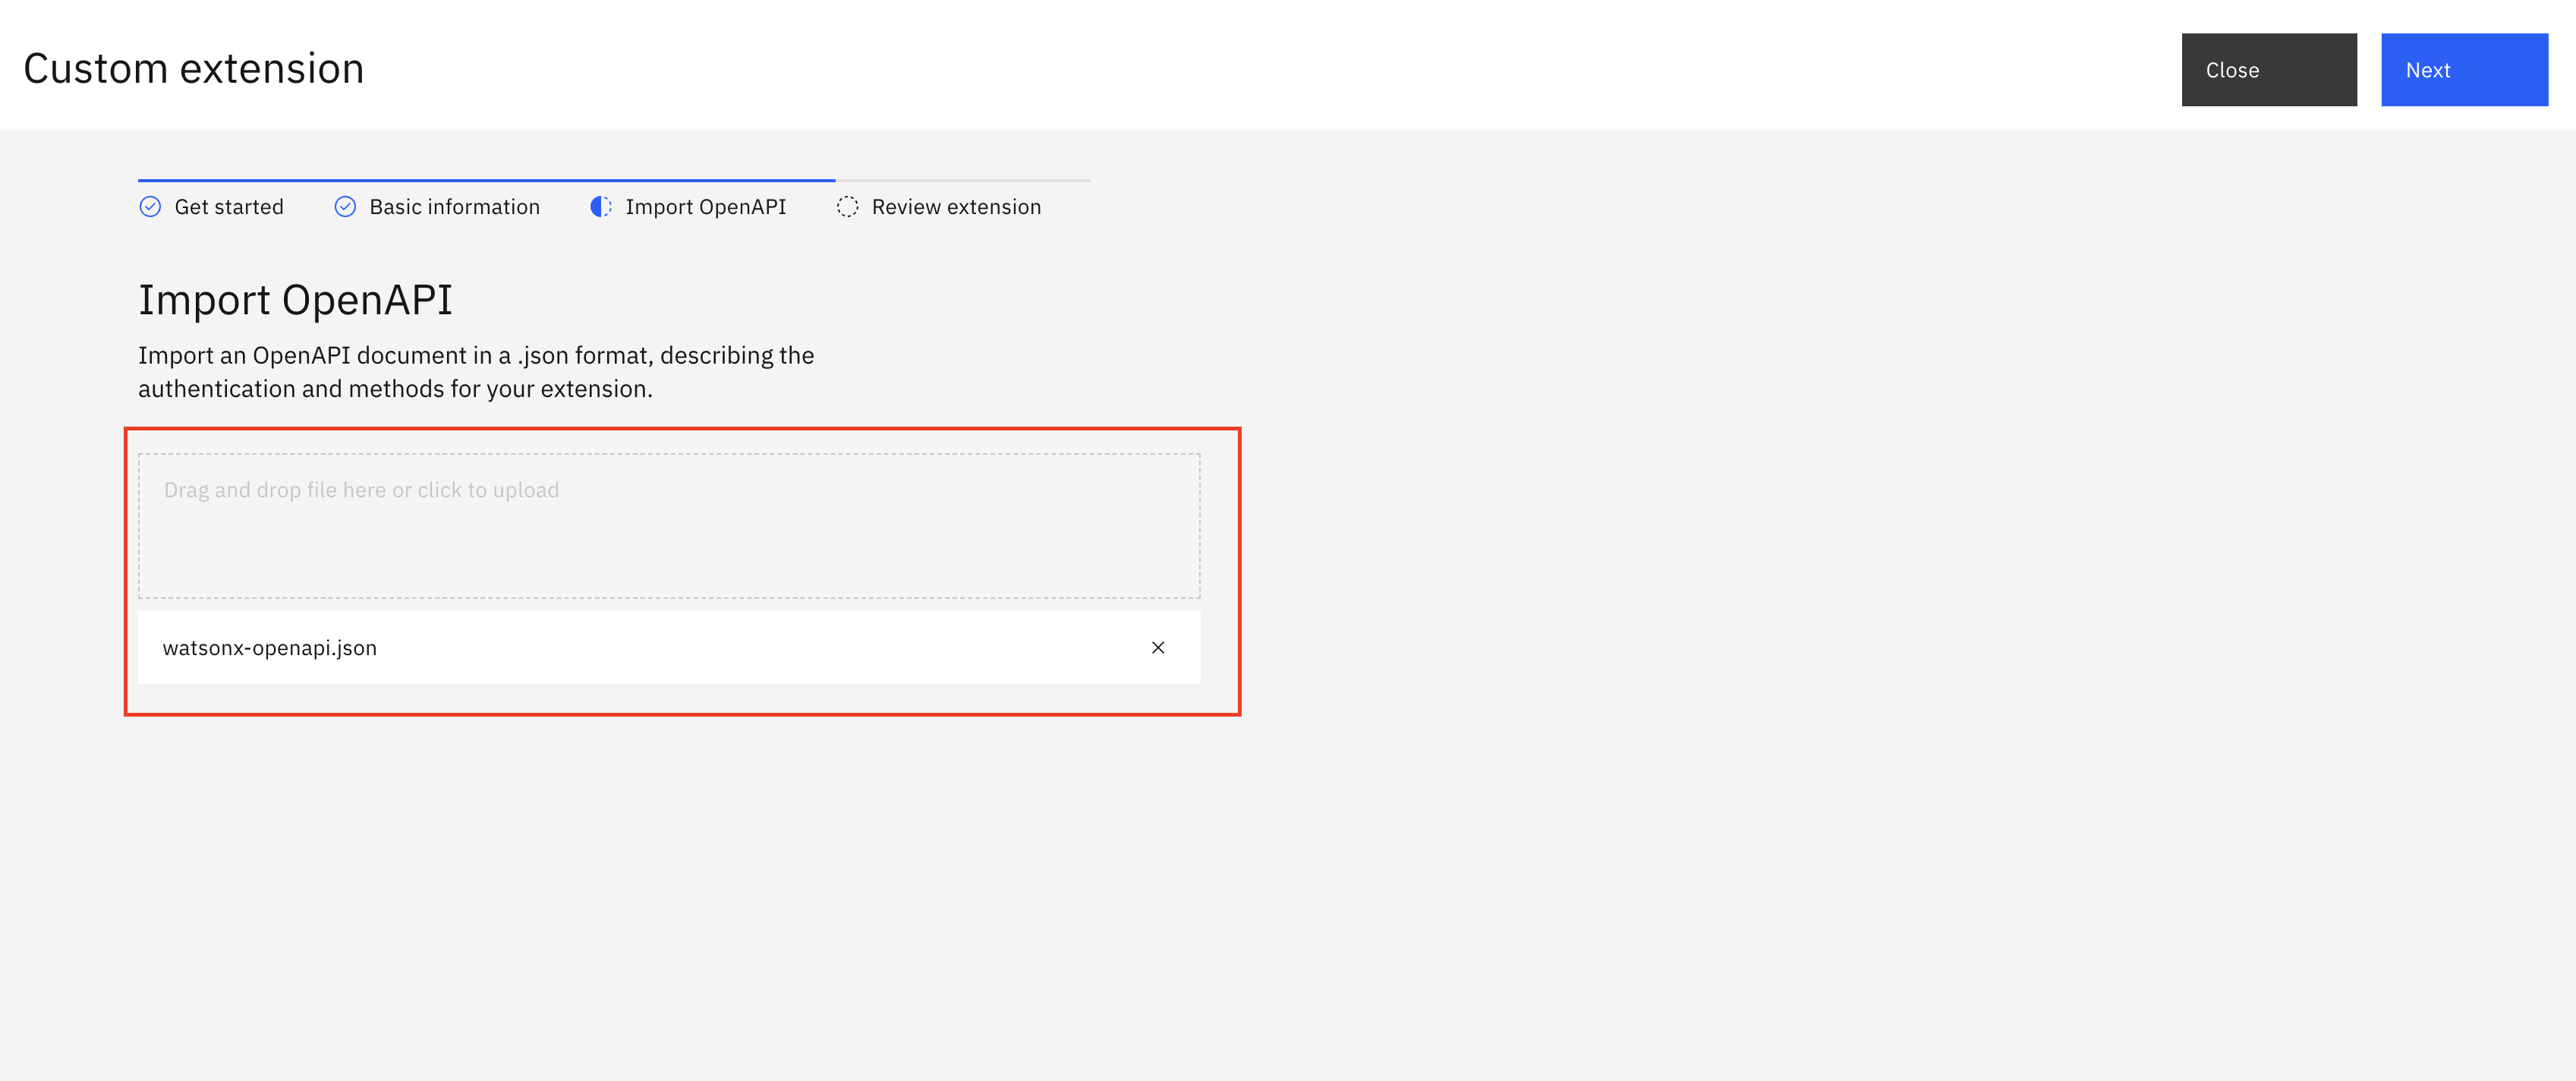 Custom extension
Close
Next
Get started
Basic information
Import OpenAPI
Review extension
Import OpenAPI
Import an OpenAPI document in a .json format, describing the
authentication and methods for your extension.
Drag and drop file here or click to upload
watsonx-openapi.json